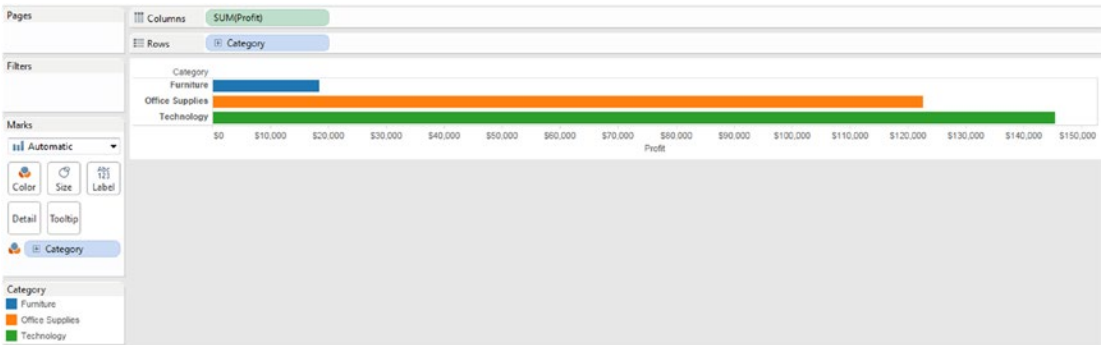 Pages
Columns SUM(Profit)
Rows Category
Filters
Category
Furniture
Office Supplies
Technology
$0 $10,000 $20,000 $30,000 $40,000 $50,000 $60,000 $70,000 $80,000 $90,000 $100,000 $110,000 $120,000 $130,000 $140,000 $150,000
Profit
Marks
Automatic
Abc
123
Color Size Label
Detail Tooltip
Category
Category
Furniture
Office Supplies
Technology